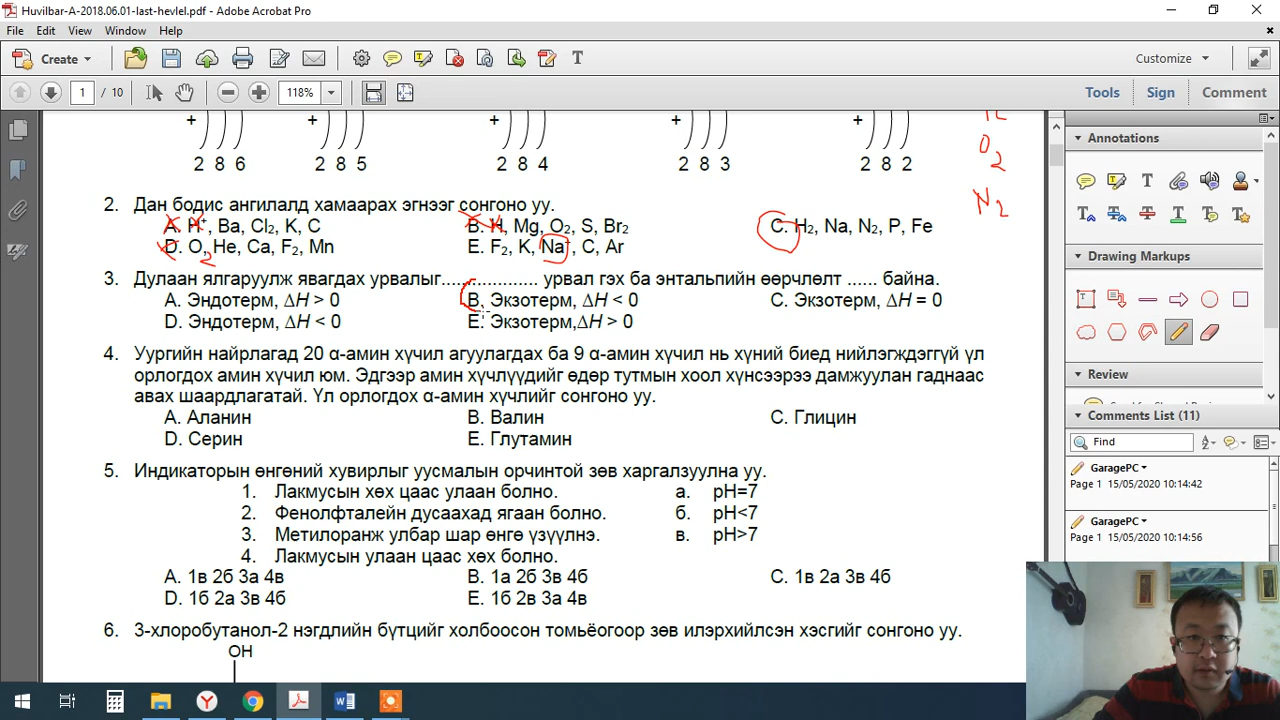 Huvilbar-A-2018.06.01-last-hevlel.pdf - Adobe Acrobat Pro
File Edit View Window Help
Create Customize
1 / 10 118% Tools Sign Comment
2 8 6 2 8 5 2 8 4 2 8 3 2 8 2
O2
N2
2. Дан бодис ангилалд хамаарах эгнээг сонгоно уу.
A. H⁺, Ba, Cl₂, K, C B. H, Mg, O₂, S, Br₂ C. H₂, Na, N₂, P, Fe
D. O, He, Ca, F₂, Mn E. F₂, K, Na⁺, C, Ar
2
3. Дулаан ялгаруулж явагдах урвалыг.................... урвал гэх ба энтальпийн өөрчлөлт ...... байна.
A. Эндотерм, ΔH > 0 B. Экзотерм, ΔH < 0 C. Экзотерм, ΔH = 0
D. Эндотерм, ΔH < 0 E. Экзотерм,ΔH > 0
4. Уургийн найрлагад 20 α-амин хүчил агуулагдах ба 9 α-амин хүчил нь хүний биед нийлэгждэггүй үл
орлогдох амин хүчил юм. Эдгээр амин хүчлүүдийг өдөр тутмын хоол хүнсээрээ дамжуулан гаднаас
авах шаардлагатай. Үл орлогдох α-амин хүчлийг сонгоно уу.
A. Аланин B. Валин C. Глицин
D. Серин E. Глутамин
5. Индикаторын өнгөний хувирлыг уусмалын орчинтой зөв харгалзуулна уу.
1. Лакмусын хөх цаас улаан болно. а. pH=7
2. Фенолфталейн дусаахад ягаан болно. б. pH<7
3. Метилоранж улбар шар өнгө үзүүлнэ. в. pH>7
4. Лакмусын улаан цаас хөх болно.
A. 1в 2б 3а 4в B. 1а 2б 3в 4б C. 1в 2а 3в 4б
D. 1б 2а 3в 4б E. 1б 2в 3а 4в
6. 3-хлоробутанол-2 нэгдлийн бүтцийг холбоосон томьёогоор зөв илэрхийлсэн хэсгийг сонгоно уу.
OH
Annotations
Drawing Markups
Review
Comments List (11)
Find
GaragePC
Page 1 15/05/2020 10:14:42
GaragePC
Page 1 15/05/2020 10:14:56